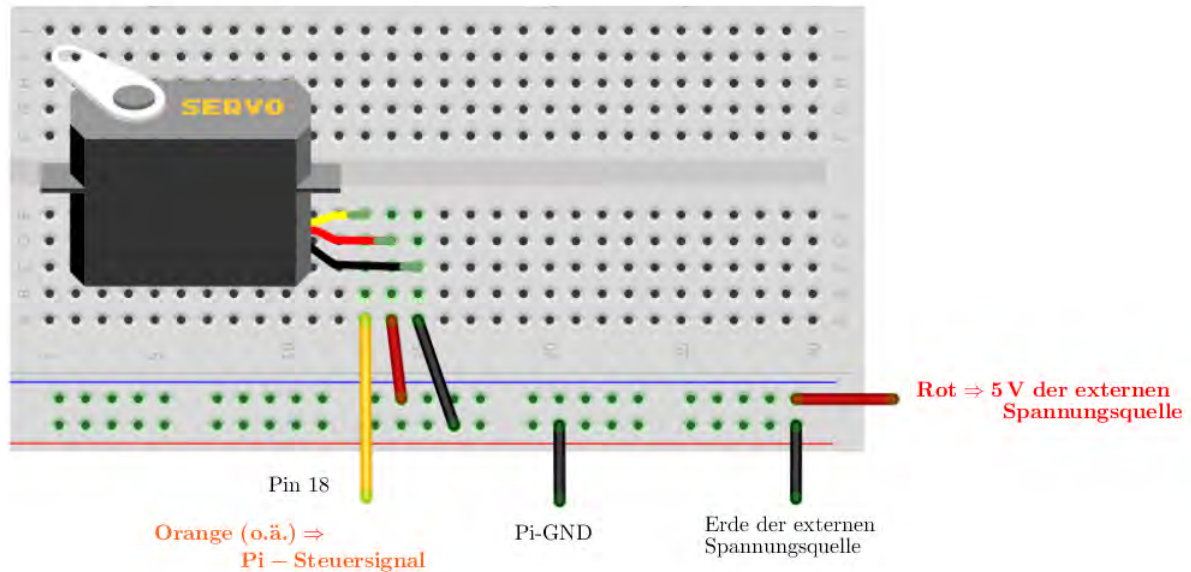 SERVO
Rot ⇒ 5 V der externen
Spannungsquelle
Pin 18
Orange (o.ä.) ⇒
Pi – Steuersignal
Pi-GND
Erde der externen
Spannungsquelle